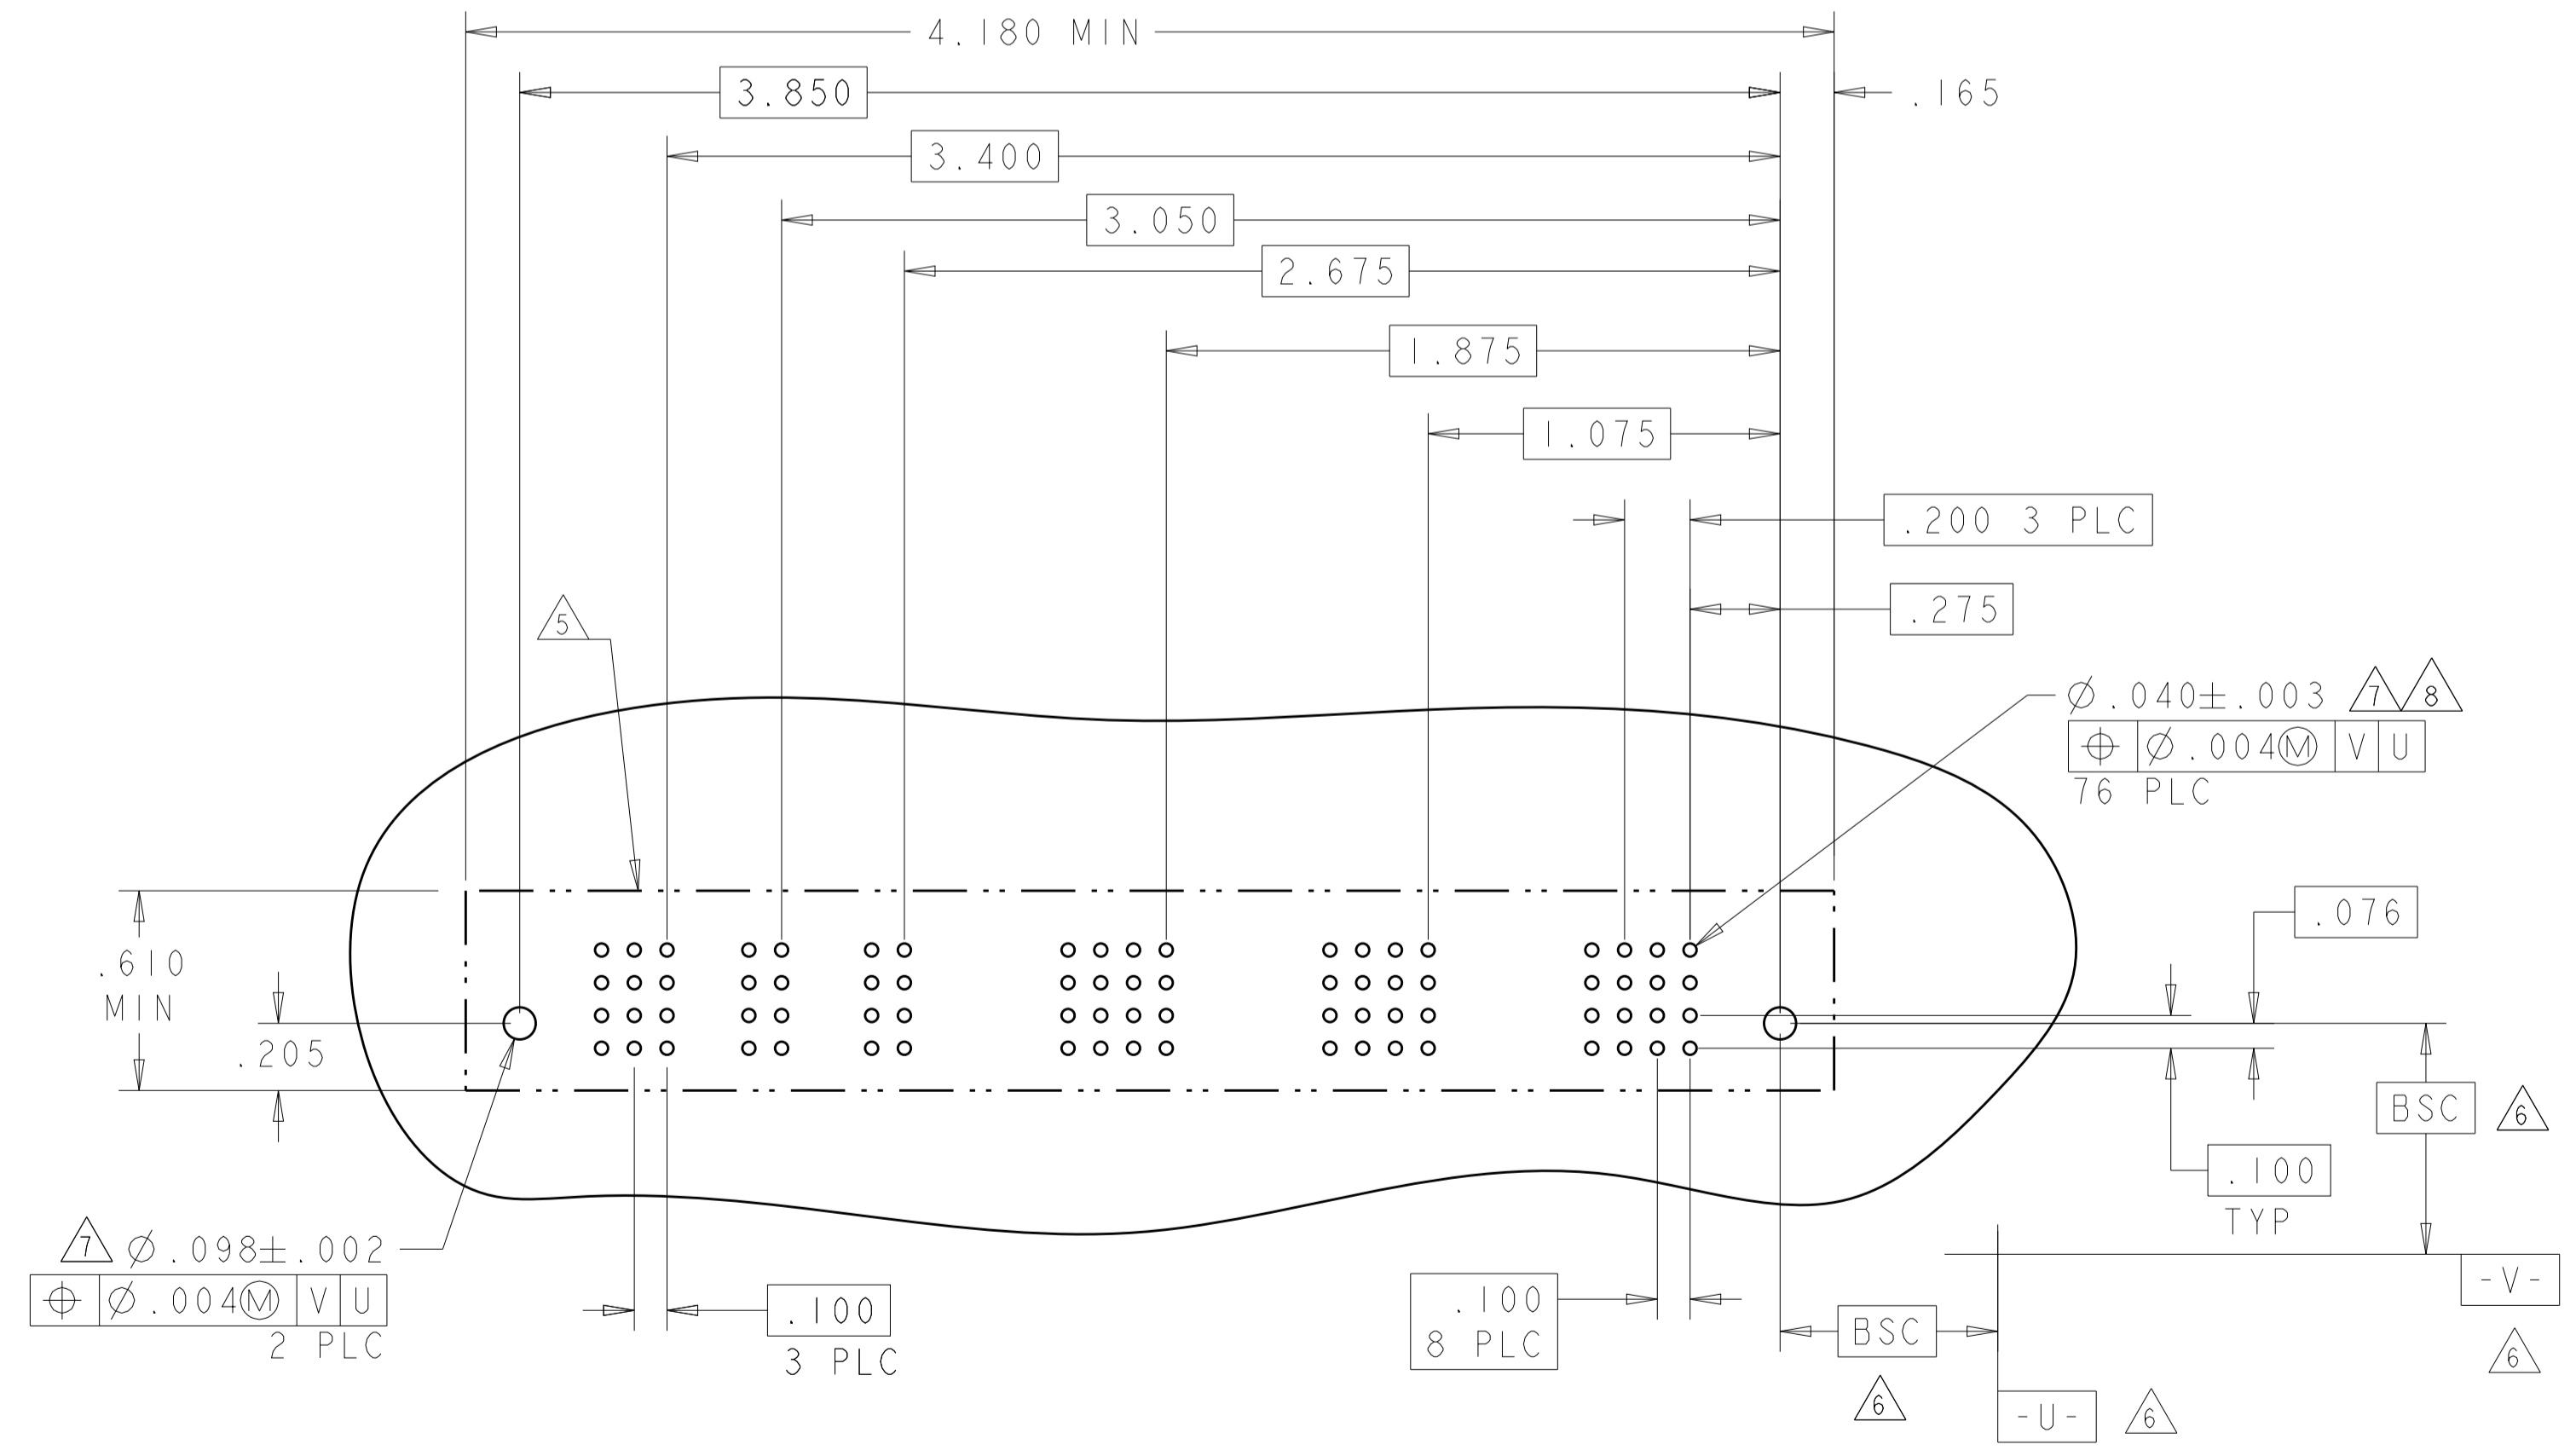 4.180 MIN
3.850
.165
3.400
3.050
2.675
1.875
1.075
.200 3 PLC
.275
5
⌀.040±.003 7 8
⌖ ⌀.004Ⓜ V U
76 PLC
.076
.610
MIN
.205
BSC 6
.100
TYP
7 ⌀.098±.002
⌖ ⌀.004Ⓜ V U
2 PLC
.100
3 PLC
.100
8 PLC
BSC
6
-V-
6
-U- 6